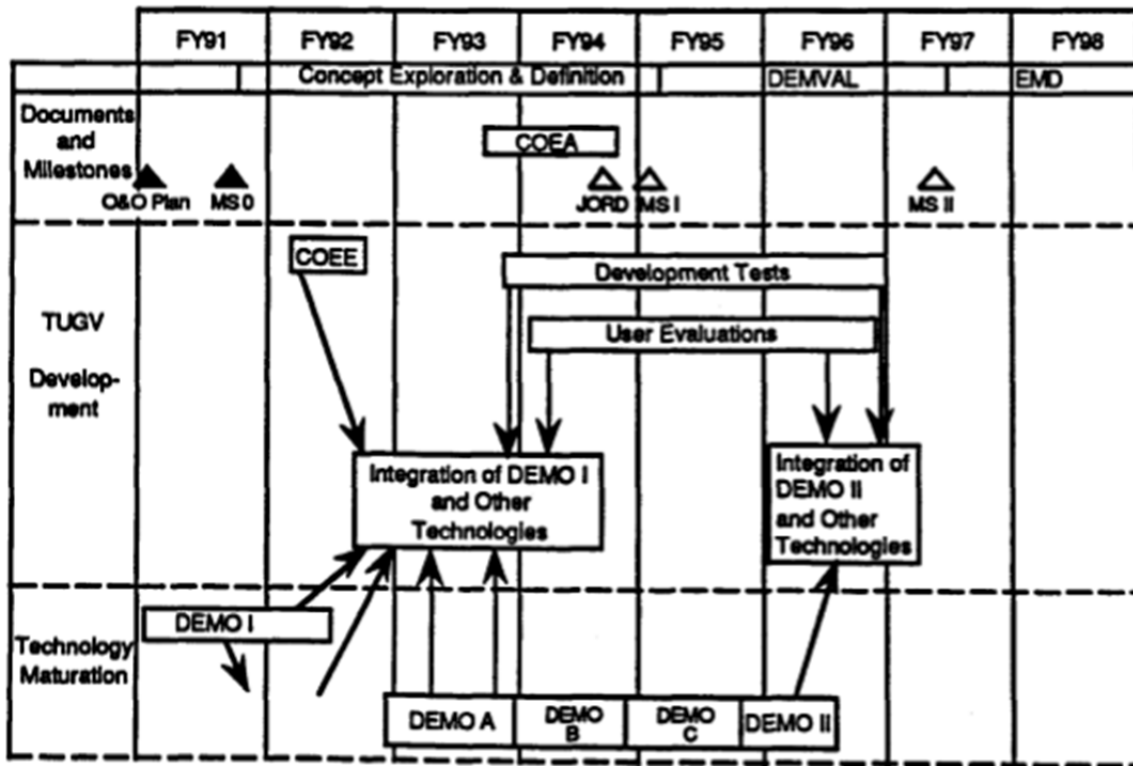 FY91 FY92 FY93 FY94 FY95 FY96 FY97 FY98
Concept Exploration & Definition DEMVAL EMD
Documents
and
Milestones
COEA
O&O Plan MS 0 JORD MS I MS II
COEE
Development Tests
User Evaluations
TUGV
Develop-
ment
Integration of DEMO I
and Other
Technologies
Integration of
DEMO II
and Other
Technologies
DEMO I
Technology
Maturation
DEMO A
DEMO
B
DEMO
C
DEMO II